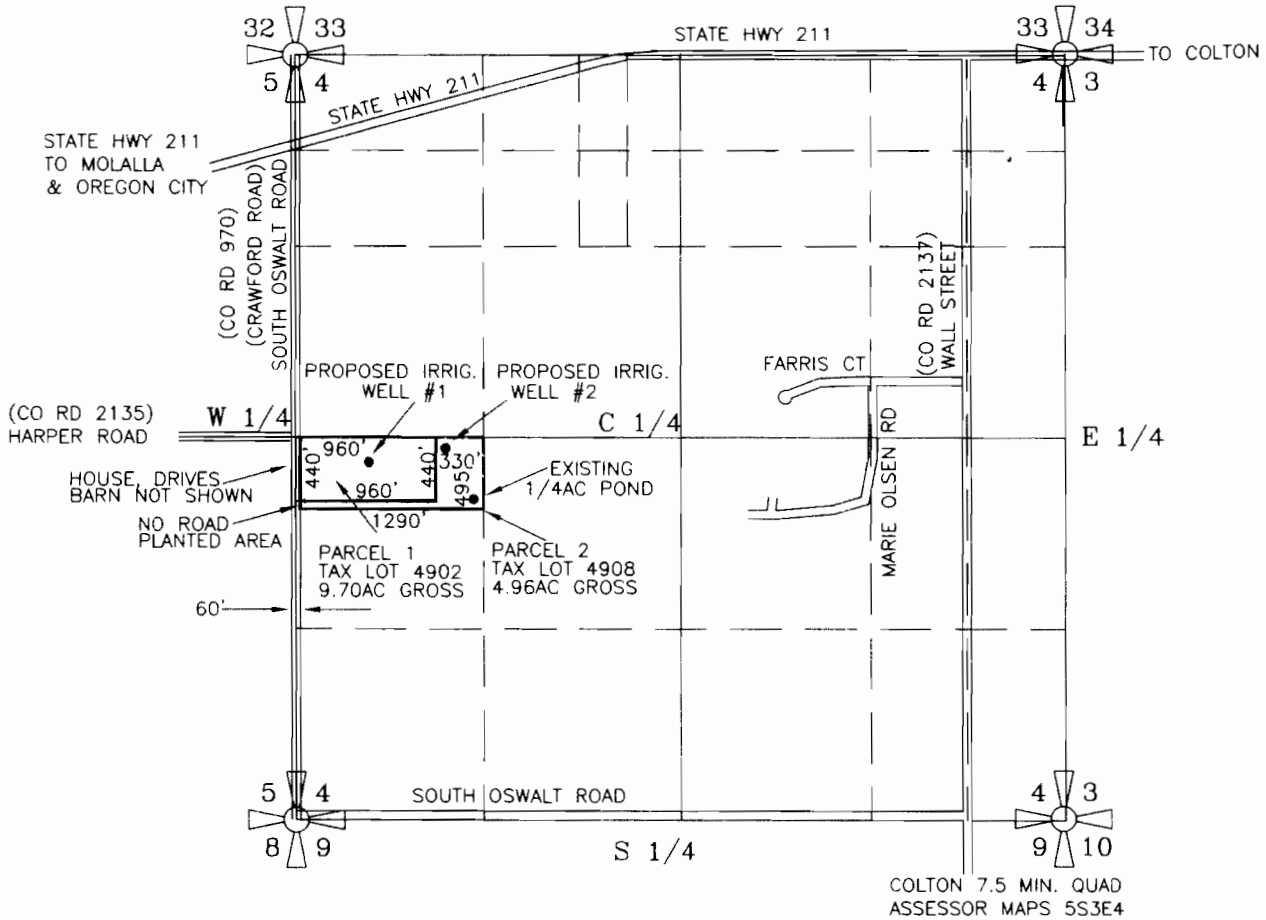 32 33
5 4
STATE HWY 211
33 34
4 3
TO COLTON
STATE HWY 211
STATE HWY 211
TO MOLALLA
& OREGON CITY
(CO RD 970)
(CRAWFORD ROAD)
SOUTH OSWALT ROAD
(CO RD 2137)
WALL STREET
FARRIS CT
MARIE OLSEN RD
PROPOSED IRRIG.
WELL #1
PROPOSED IRRIG.
WELL #2
(CO RD 2135)
HARPER ROAD
W 1/4
C 1/4
E 1/4
960'
440'
440'
330'
495'
960'
1290'
HOUSE, DRIVES
BARN NOT SHOWN
EXISTING
1/4AC POND
NO ROAD
PLANTED AREA
PARCEL 1
TAX LOT 4902
9.70AC GROSS
PARCEL 2
TAX LOT 4908
4.96AC GROSS
60'
5 4
8 9
SOUTH OSWALT ROAD
S 1/4
4 3
9 10
COLTON 7.5 MIN. QUAD
ASSESSOR MAPS 5S3E4